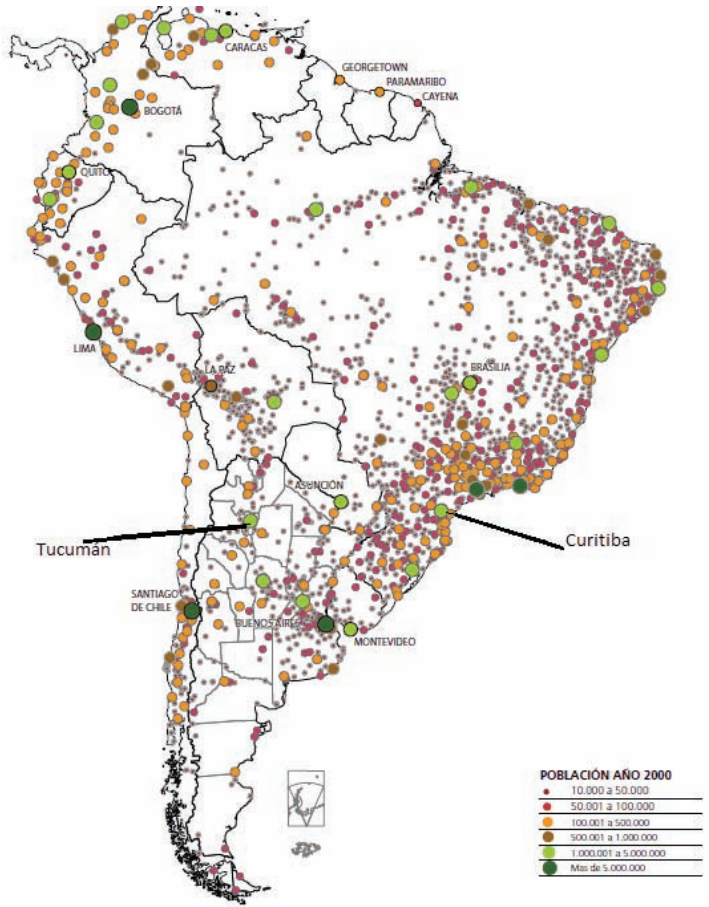 CARACAS
GEORGETOWN
PARAMARIBO
CAYENA
BOGOTÁ
QUITO
LIMA
LA PAZ
BRASILIA
ASUNCIÓN
Tucumán
Curitiba
SANTIAGO
DE CHILE
BUENOS AIRES
MONTEVIDEO
POBLACIÓN AÑO 2000
10.000 a 50.000
50.001 a 100.000
100.001 a 500.000
500.001 a 1.000.000
1.000.001 a 5.000.000
Mas de 5.000.000